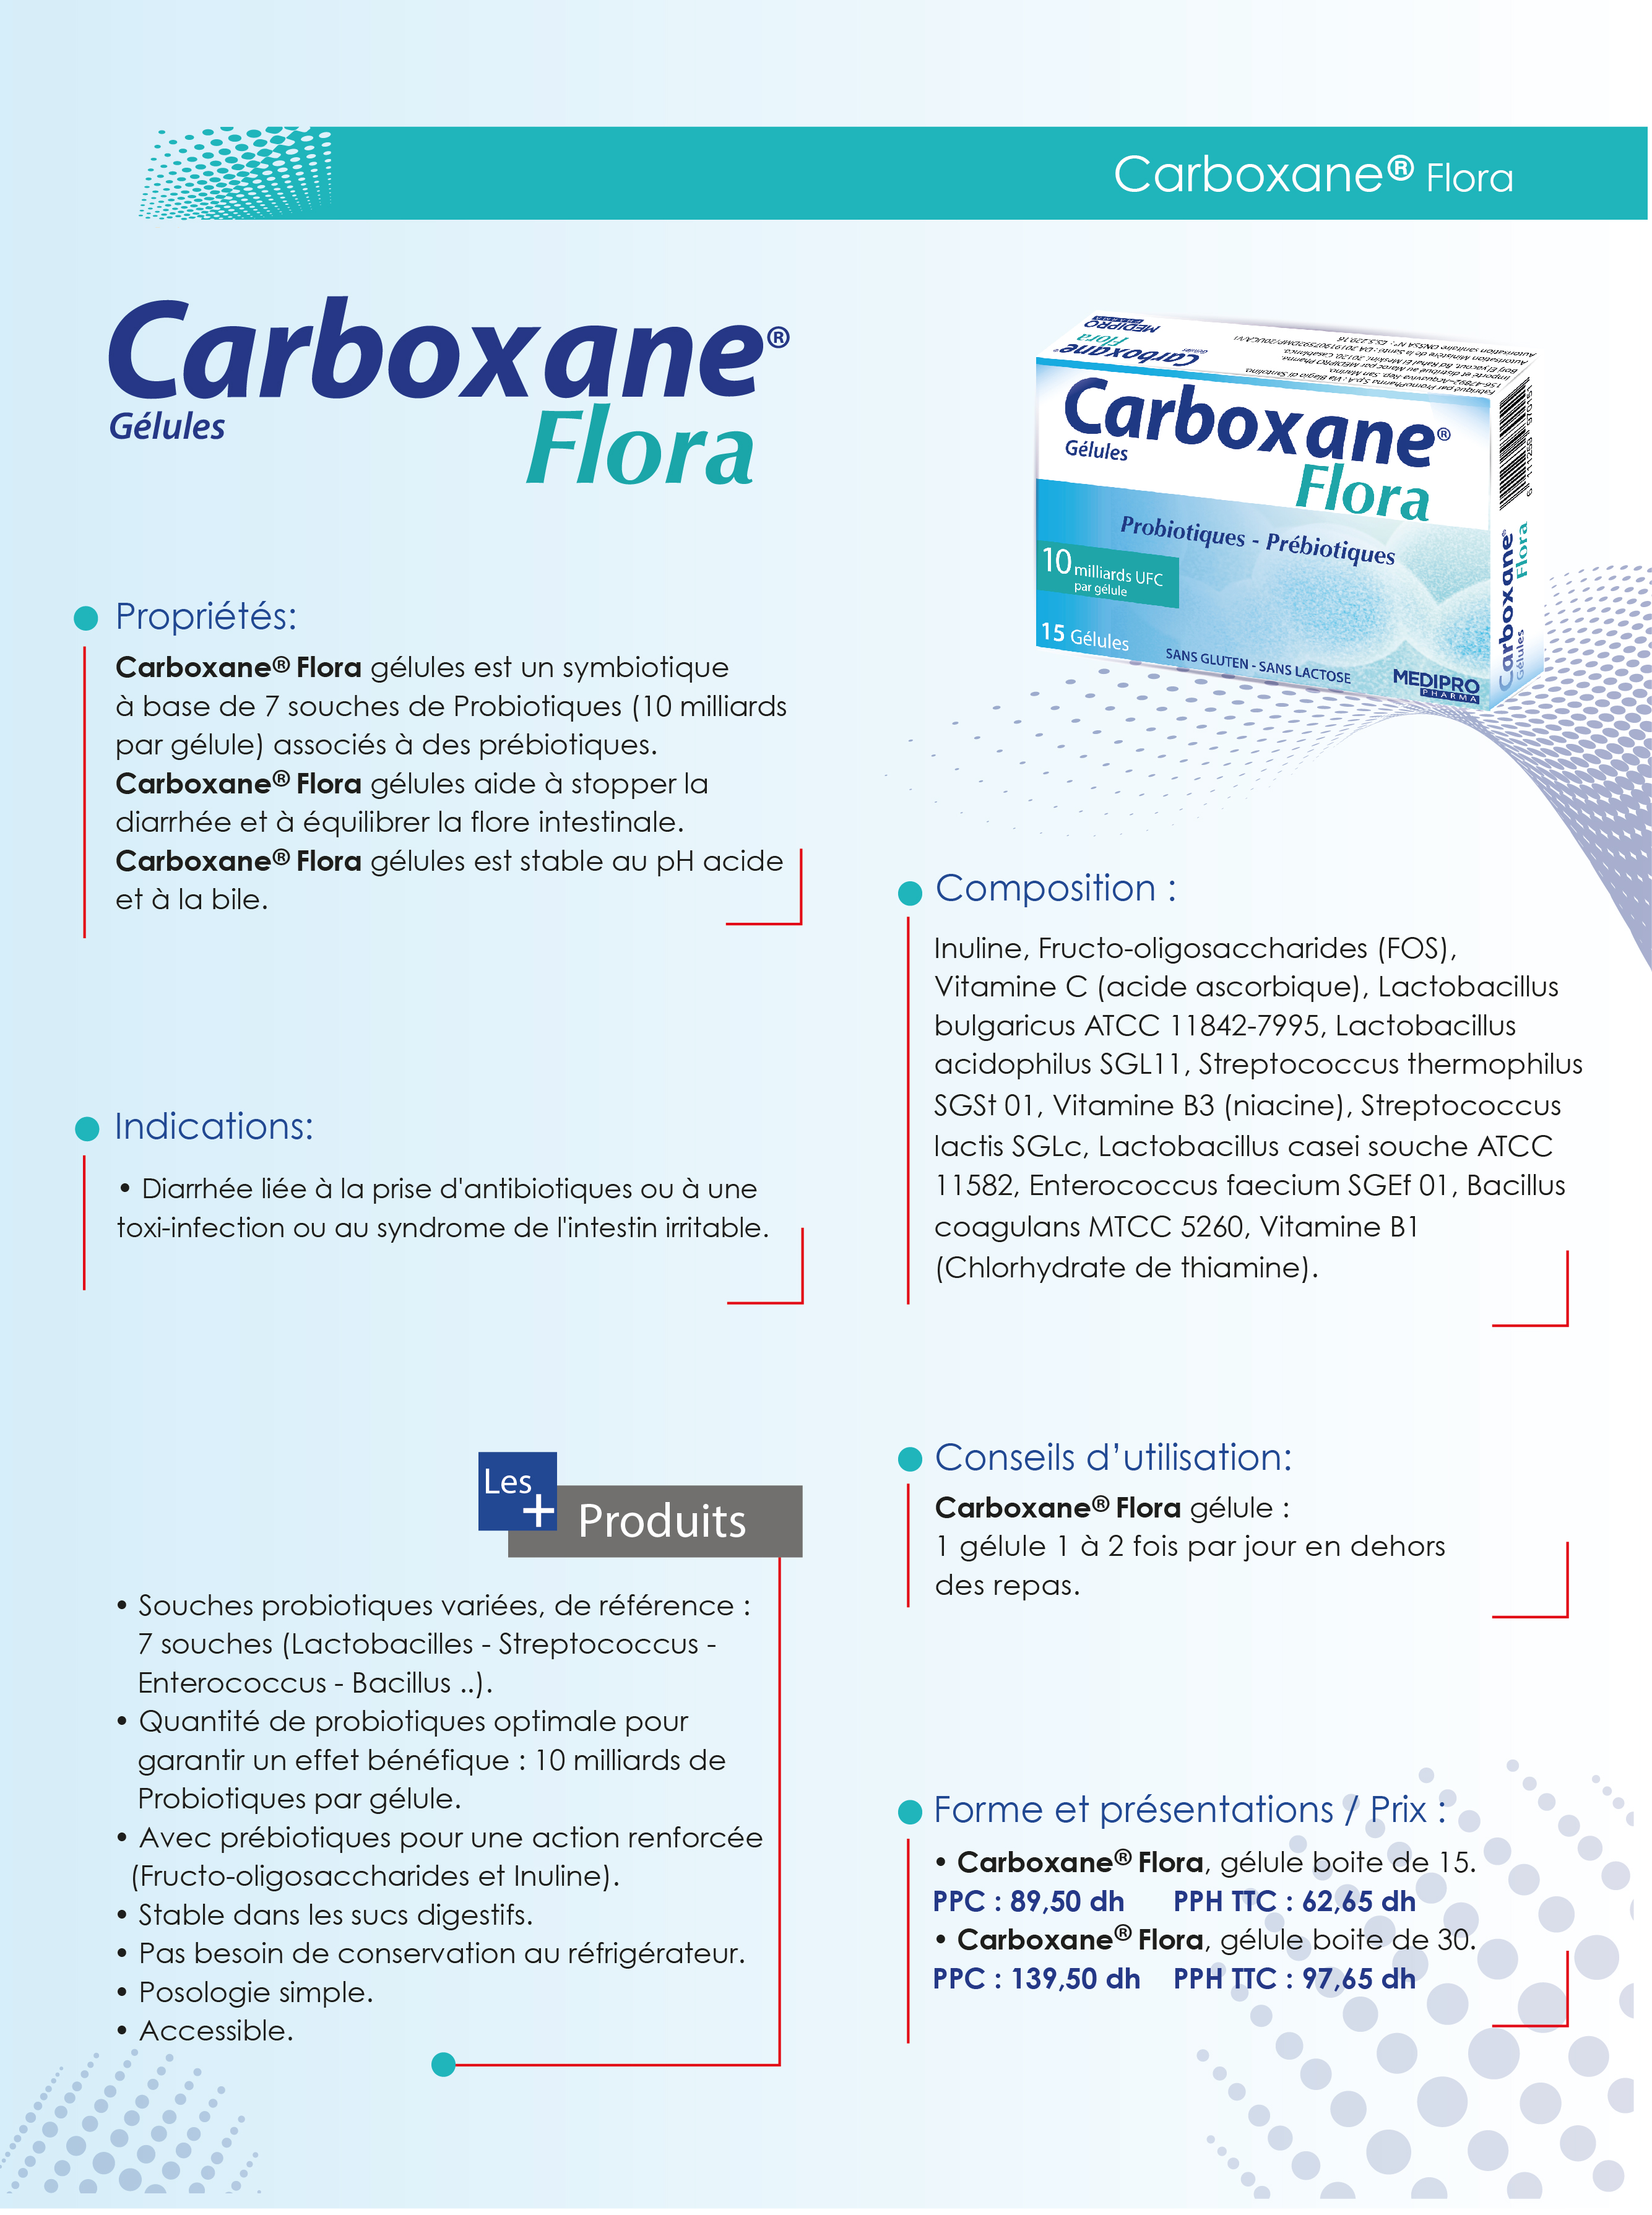 Carboxane® Flora
Carboxane®
Gélules
Flora
MEDIPRO
PHARMA
Carboxane
Flora
Carboxane®
Gélules
Flora
Probiotiques - Prébiotiques
10 milliards UFC
par gélule
15 Gélules
SANS GLUTEN - SANS LACTOSE
MEDIPRO
PHARMA
Carboxane®
Flora
Gélules
Propriétés:
Carboxane® Flora gélules est un symbiotique
à base de 7 souches de Probiotiques (10 milliards
par gélule) associés à des prébiotiques.
Carboxane® Flora gélules aide à stopper la
diarrhée et à équilibrer la flore intestinale.
Carboxane® Flora gélules est stable au pH acide
et à la bile.
Indications:
• Diarrhée liée à la prise d'antibiotiques ou à une
toxi-infection ou au syndrome de l'intestin irritable.
Les +
Produits
• Souches probiotiques variées, de référence :
7 souches (Lactobacilles - Streptococcus -
Enterococcus - Bacillus ..).
• Quantité de probiotiques optimale pour
garantir un effet bénéfique : 10 milliards de
Probiotiques par gélule.
• Avec prébiotiques pour une action renforcée
(Fructo-oligosaccharides et Inuline).
• Stable dans les sucs digestifs.
• Pas besoin de conservation au réfrigérateur.
• Posologie simple.
• Accessible.
Composition :
Inuline, Fructo-oligosaccharides (FOS),
Vitamine C (acide ascorbique), Lactobacillus
bulgaricus ATCC 11842-7995, Lactobacillus
acidophilus SGL11, Streptococcus thermophilus
SGSt 01, Vitamine B3 (niacine), Streptococcus
lactis SGLc, Lactobacillus casei souche ATCC
11582, Enterococcus faecium SGEf 01, Bacillus
coagulans MTCC 5260, Vitamine B1
(Chlorhydrate de thiamine).
Conseils d’utilisation:
Carboxane® Flora gélule :
1 gélule 1 à 2 fois par jour en dehors
des repas.
Forme et présentations / Prix :
• Carboxane® Flora, gélule boite de 15.
PPC : 89,50 dh PPH TTC : 62,65 dh
• Carboxane® Flora, gélule boite de 30.
PPC : 139,50 dh PPH TTC : 97,65 dh